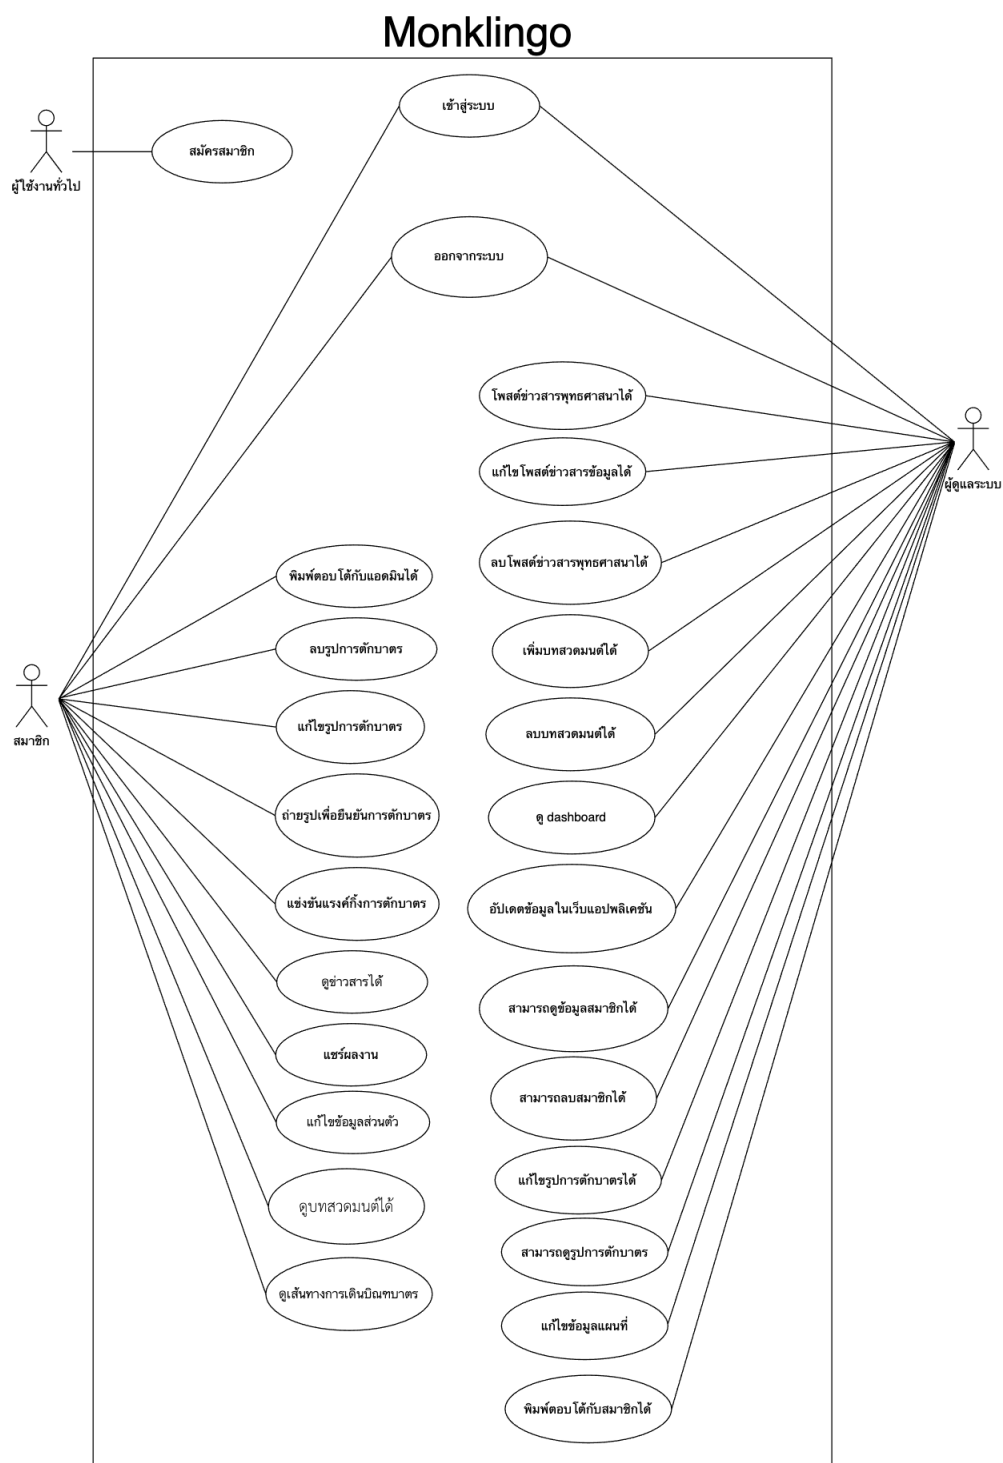 Monklingo
เข้าสู่ระบบ
สมัครสมาชิก
ผู้ใช้งานทั่วไป
ออกจากระบบ
โพสต์ข่าวสารพุทธศาสนาได้
แก้ไขโพสต์ข่าวสารข้อมูลได้
ผู้ดูแลระบบ
ลบโพสต์ข่าวสารพุทธศาสนาได้
พิมพ์ตอบโต้กับแอดมินได้
ลบรูปการตักบาตร
เพิ่มบทสวดมนต์ได้
แก้ไขรูปการตักบาตร
ลบบทสวดมนต์ได้
สมาชิก
ถ่ายรูปเพื่อยืนยันการตักบาตร
ดู dashboard
แข่งขันแรงค์กิ้งการตักบาตร
อัปเดตข้อมูลในเว็บแอปพลิเคชัน
ดูข่าวสารได้
สามารถดูข้อมูลสมาชิกได้
แชร์ผลงาน
สามารถลบสมาชิกได้
แก้ไขข้อมูลส่วนตัว
แก้ไขรูปการตักบาตรได้
ดูบทสวดมนต์ได้
สามารถดูรูปการตักบาตร
ดูเส้นทางการเดินบิณฑบาตร
แก้ไขข้อมูลแผนที่
พิมพ์ตอบโต้กับสมาชิกได้